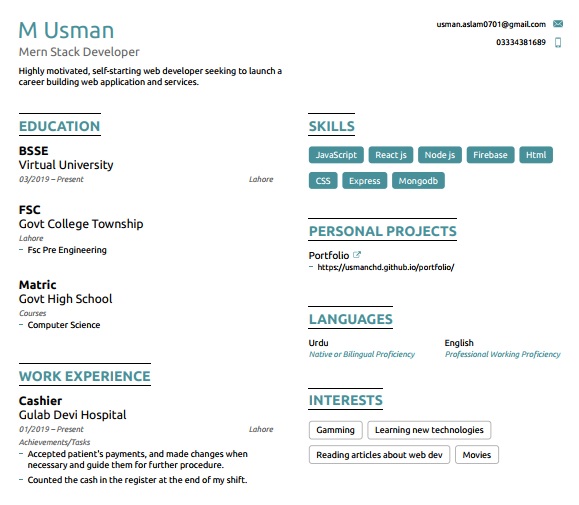 M Usman
Mern Stack Developer
Highly motivated, self-starting web developer seeking to launch a
career building web application and services.
usman.aslam0701@gmail.com
03334381689
EDUCATION
BSSE
Virtual University
03/2019 – Present Lahore
FSC
Govt College Township
Lahore
– Fsc Pre Engineering
Matric
Govt High School
Courses
– Computer Science
WORK EXPERIENCE
Cashier
Gulab Devi Hospital
01/2019 – Present Lahore
Achievements/Tasks
– Accepted patient's payments, and made changes when
necessary and guide them for further procedure.
– Counted the cash in the register at the end of my shift.
SKILLS
JavaScript React js Node js Firebase Html
CSS Express Mongodb
PERSONAL PROJECTS
Portfolio
– https://usmanchd.github.io/portfolio/
LANGUAGES
Urdu English
Native or Bilingual Proficiency Professional Working Proficiency
INTERESTS
Gamming Learning new technologies
Reading articles about web dev Movies